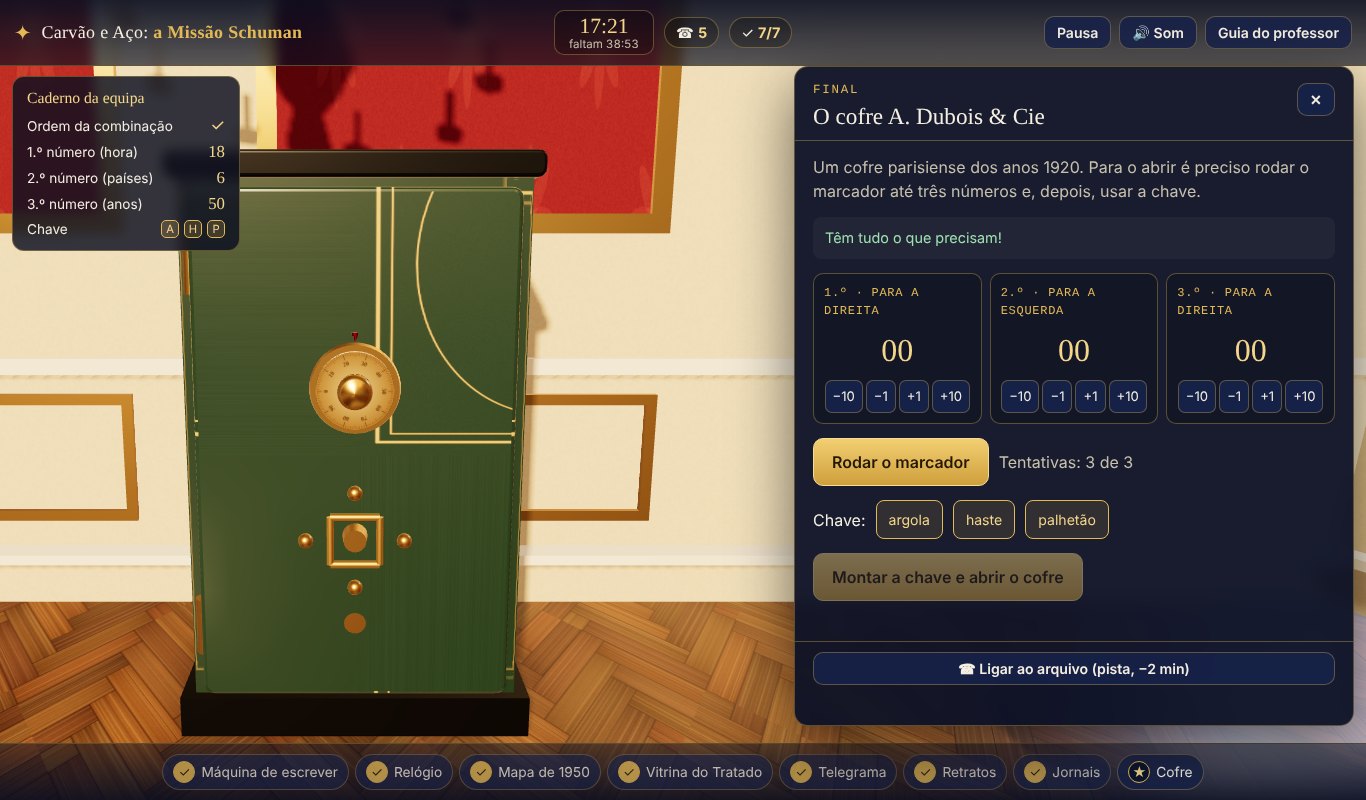 ✦ Carvão e Aço: a Missão Schuman
17:21
faltam 38:53
☎ 5
✓ 7/7
Pausa
🔊 Som
Guia do professor
Caderno da equipa
Ordem da combinação ✓
1.º número (hora) 18
2.º número (países) 6
3.º número (anos) 50
Chave A H P
FINAL
O cofre A. Dubois & Cie
×
Um cofre parisiense dos anos 1920. Para o abrir é preciso rodar o
marcador até três números e, depois, usar a chave.
Têm tudo o que precisam!
1.º · PARA A
DIREITA
00
−10 −1 +1 +10
2.º · PARA A
ESQUERDA
00
−10 −1 +1 +10
3.º · PARA A
DIREITA
00
−10 −1 +1 +10
Rodar o marcador
Tentativas: 3 de 3
Chave: argola haste palhetão
Montar a chave e abrir o cofre
☎ Ligar ao arquivo (pista, −2 min)
✓ Máquina de escrever
✓ Relógio
✓ Mapa de 1950
✓ Vitrina do Tratado
✓ Telegrama
✓ Retratos
✓ Jornais
★ Cofre